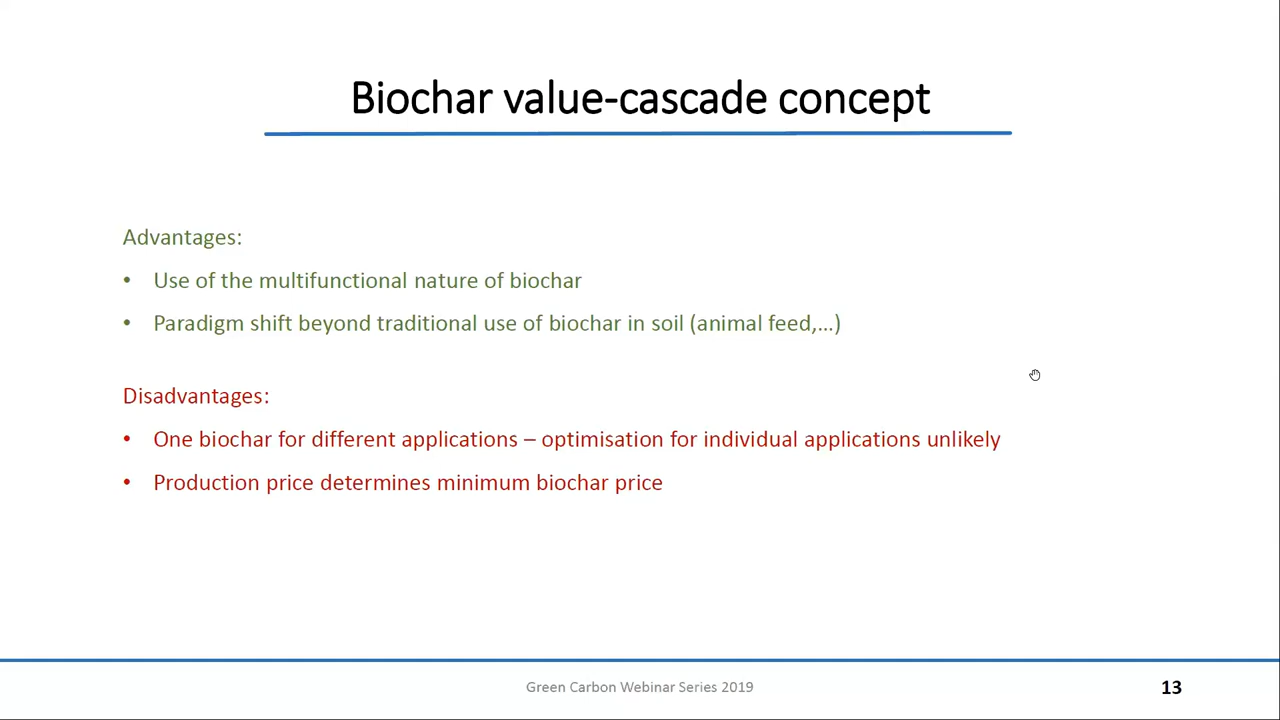 Biochar value-cascade concept
Advantages:
• Use of the multifunctional nature of biochar
• Paradigm shift beyond traditional use of biochar in soil (animal feed,...)
Disadvantages:
• One biochar for different applications – optimisation for individual applications unlikely
• Production price determines minimum biochar price
Green Carbon Webinar Series 2019
13